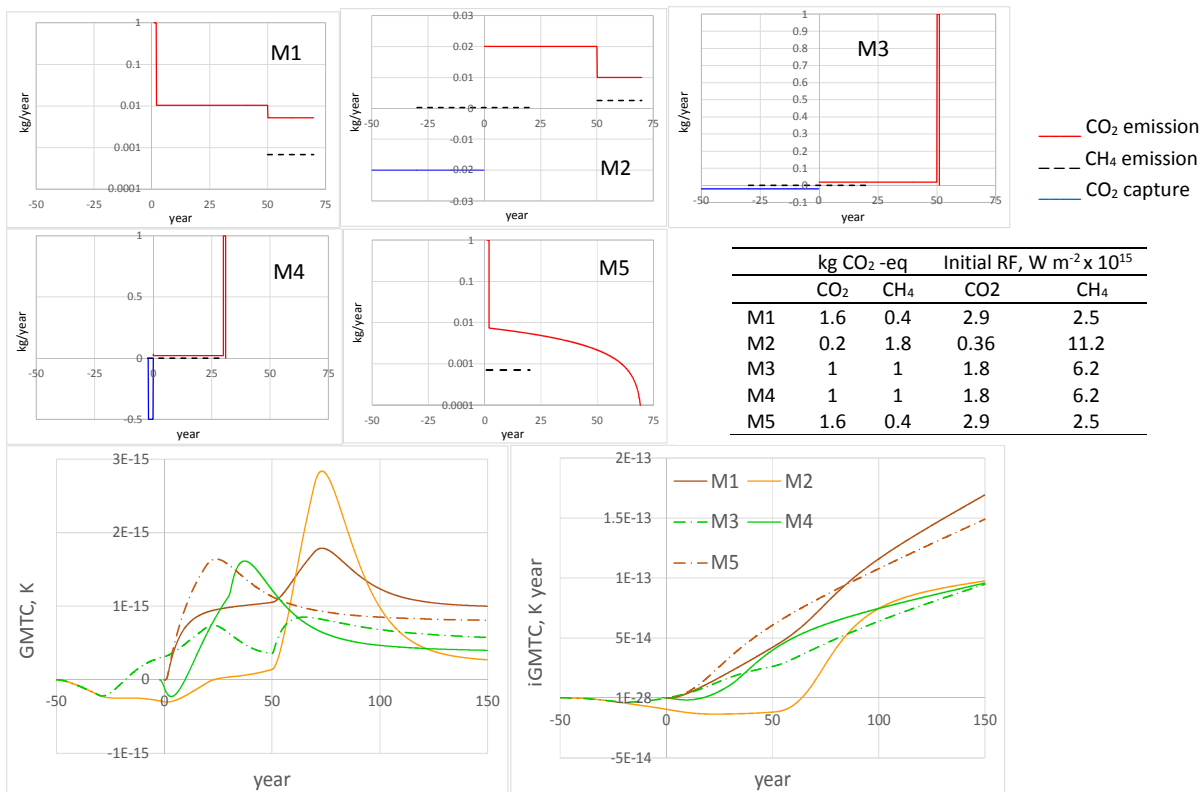 M1
kg/year
1
0.1
0.01
0.001
0.0001
-50 -25 0 25 50 75
year
M2
kg/year
0.03
0.02
0.01
0
-0.01
-0.02
-0.03
-50 -25 0 25 50 75
year
M3
kg/year
1
0.9
0.8
0.7
0.6
0.5
0.4
0.3
0.2
0.1
0
-0.1
-50 -25 0 25 50 75
year
CO2 emission
CH4 emission
CO2 capture
M4
kg/year
1
0.5
0
-0.5
-50 -25 0 25 50 75
year
M5
kg/year
1
0.1
0.01
0.001
0.0001
-50 -25 0 25 50 75
year
kg CO2 -eq Initial RF, W m-2 x 10^15
CO2 CH4 CO2 CH4
M1 1.6 0.4 2.9 2.5
M2 0.2 1.8 0.36 11.2
M3 1 1 1.8 6.2
M4 1 1 1.8 6.2
M5 1.6 0.4 2.9 2.5
GMTC, K
3E-15
2E-15
1E-15
0
-1E-15
-50 0 50 100 150
year
iGMTC, K year
2E-13
1.5E-13
1E-13
5E-14
-1E-28
-5E-14
-50 0 50 100 150
year
M1 M2
M3 M4
M5